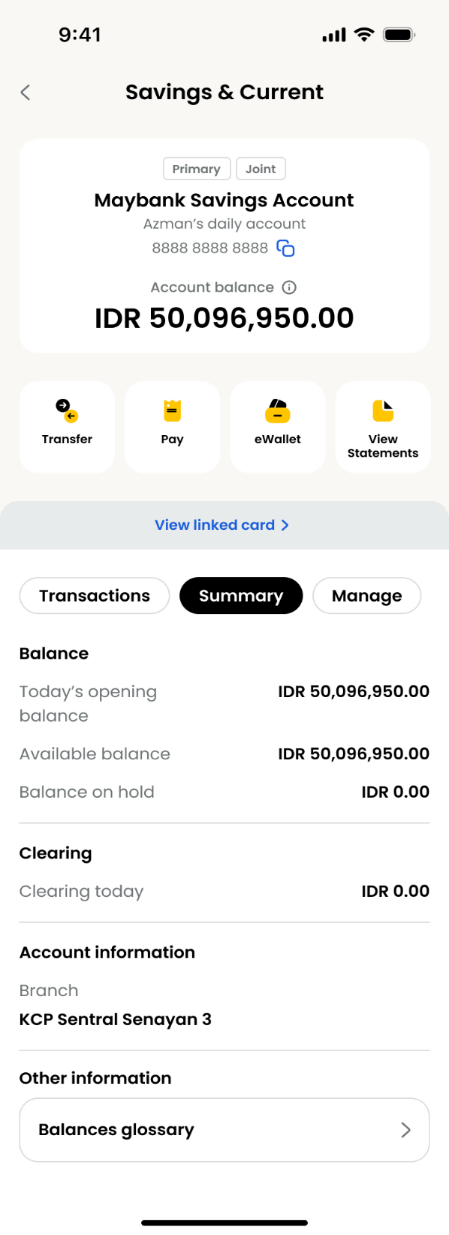 9:41
Savings & Current
Primary Joint
Maybank Savings Account
Azman’s daily account
8888 8888 8888
Account balance
IDR 50,096,950.00
Transfer
Pay
eWallet
View
Statements
View linked card
Transactions Summary Manage
Balance
Today’s opening IDR 50,096,950.00
balance
Available balance IDR 50,096,950.00
Balance on hold IDR 0.00
Clearing
Clearing today IDR 0.00
Account information
Branch
KCP Sentral Senayan 3
Other information
Balances glossary